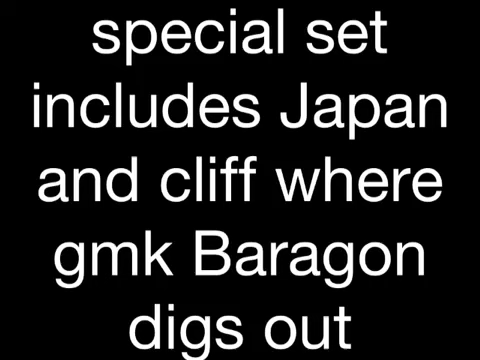 special set
includes Japan
and cliff where
gmk Baragon
digs out